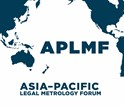 APLMF
ASIA–PACIFIC
LEGAL METROLOGY FORUM